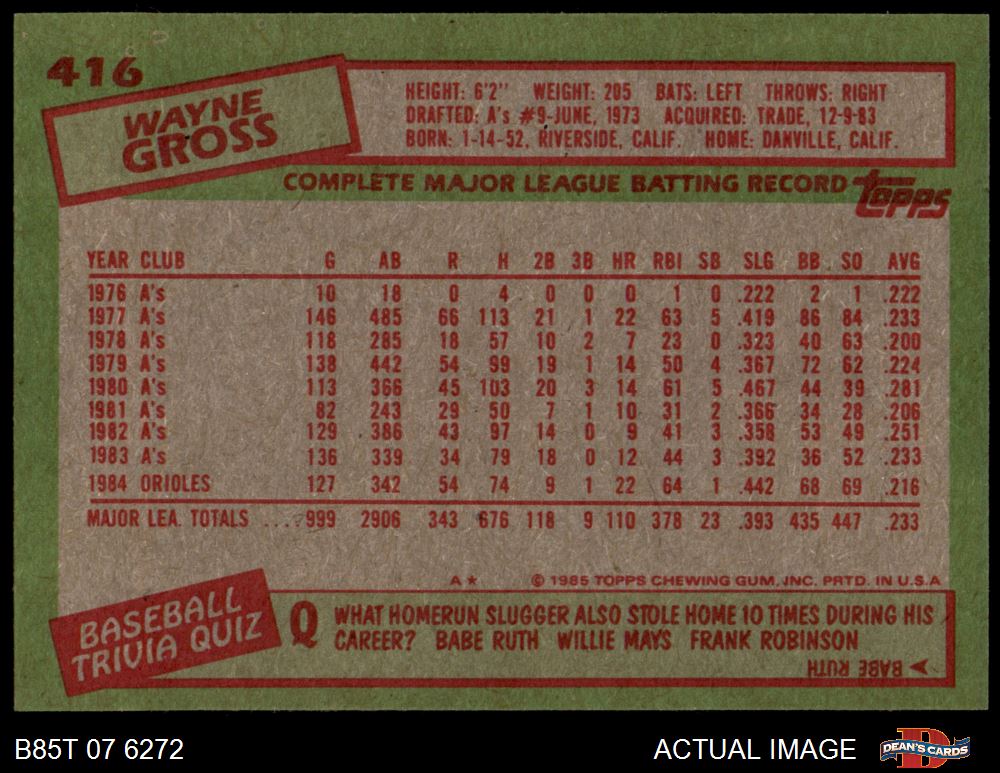 416
WAYNE
GROSS
HEIGHT: 6'2" WEIGHT: 205 BATS: LEFT THROWS: RIGHT
DRAFTED: A's #9-JUNE, 1973 ACQUIRED: TRADE, 12-9-83
BORN: 1-14-52, RIVERSIDE, CALIF. HOME: DANVILLE, CALIF.
COMPLETE MAJOR LEAGUE BATTING RECORD topps
YEAR CLUB G AB R H 2B 3B HR RBI SB SLG BB SO AVG
1976 A's 10 18 0 4 0 0 0 1 0 .222 2 1 .222
1977 A's 146 485 66 113 21 1 22 63 5 .419 86 84 .233
1978 A's 118 285 18 57 10 2 7 23 0 .323 40 63 .200
1979 A's 138 442 54 99 19 1 14 50 4 .367 72 62 .224
1980 A's 113 366 45 103 20 3 14 61 5 .467 44 39 .281
1981 A's 82 243 29 50 7 1 10 31 2 .366 34 28 .206
1982 A's 129 386 43 97 14 0 9 41 3 .358 53 49 .251
1983 A's 136 339 34 79 18 0 12 44 3 .392 36 52 .233
1984 ORIOLES 127 342 54 74 9 1 22 64 1 .442 68 69 .216
MAJOR LEA. TOTALS ....999 2906 343 676 118 9 110 378 23 .393 435 447 .233
A★ © 1985 TOPPS CHEWING GUM, INC. PRTD. IN U.S.A
BASEBALL
TRIVIA QUIZ
Q WHAT HOMERUN SLUGGER ALSO STOLE HOME 10 TIMES DURING HIS
CAREER? BABE RUTH WILLIE MAYS FRANK ROBINSON
BABE RUTH
B85T 07 6272 ACTUAL IMAGE DEAN'S CARDS